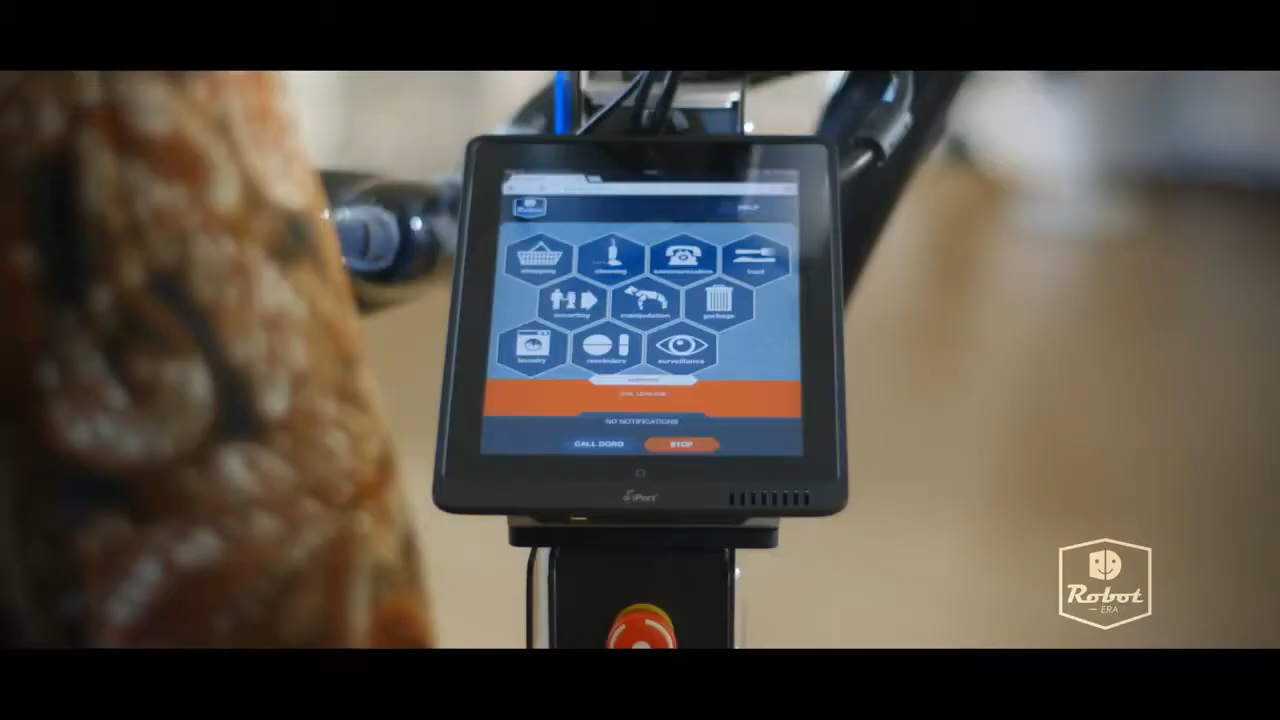 HELP
Robot
shopping
cleaning
communication
food
escorting
manipulation
garbage
laundry
reminders
surveillance
NO NOTIFICATIONS
CALL DORO
STOP
iPort
Robot
ERA